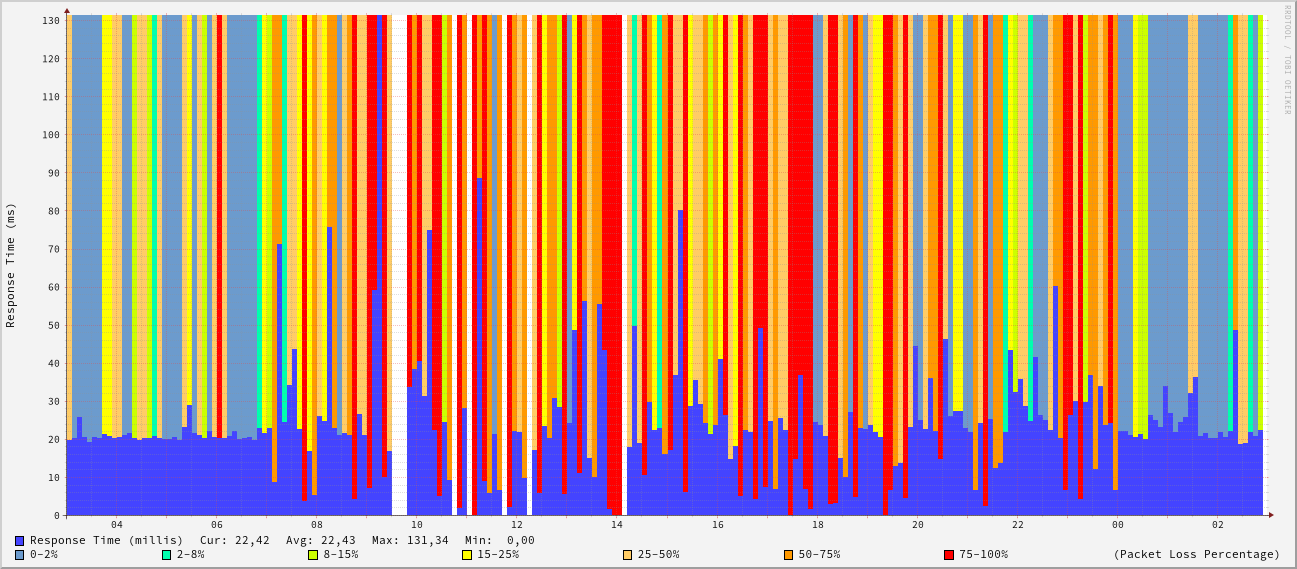 RRDTOOL / TOBI OETIKER
Response Time (ms)
130
120
110
100
90
80
70
60
50
40
30
20
10
0
04 06 08 10 12 14 16 18 20 22 00 02
Response Time (millis) Cur: 22,42 Avg: 22,43 Max: 131,34 Min: 0,00
0-2% 2-8% 8-15% 15-25% 25-50% 50-75% 75-100% (Packet Loss Percentage)